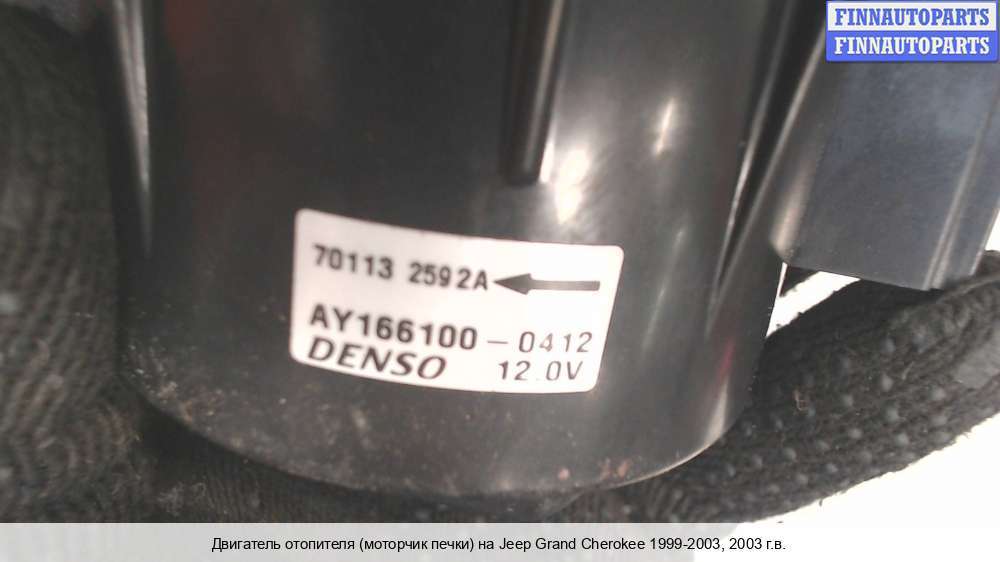 FINNAUTOPARTS
FINNAUTOPARTS
70113 2592A
AY166100-0412
DENSO 12.0V
Двигатель отопителя (моторчик печки) на Jeep Grand Cherokee 1999-2003, 2003 г.в.